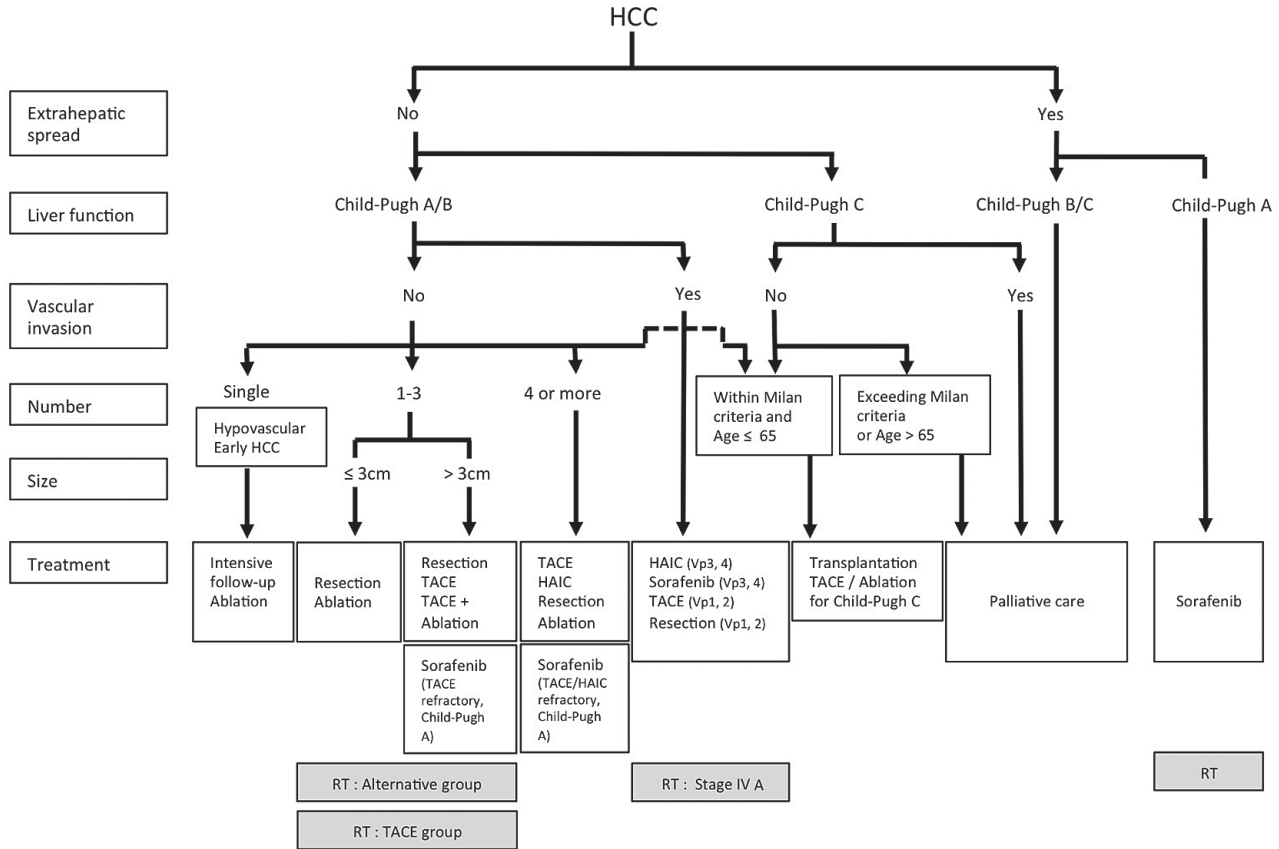 HCC
Extrahepatic
spread
No
Yes
Liver function
Child-Pugh A/B
Child-Pugh C
Child-Pugh B/C
Child-Pugh A
Vascular
invasion
No
Yes
No
Yes
Number
Single
1-3
4 or more
Hypovascular
Early HCC
Within Milan
criteria and
Age ≤ 65
Exceeding Milan
criteria
or Age > 65
Size
≤ 3cm
> 3cm
Treatment
Intensive
follow-up
Ablation
Resection
Ablation
Resection
TACE
TACE +
Ablation
TACE
HAIC
Resection
Ablation
HAIC (Vp3, 4)
Sorafenib (Vp3, 4)
TACE (Vp1, 2)
Resection (Vp1, 2)
Transplantation
TACE / Ablation
for Child-Pugh C
Palliative care
Sorafenib
Sorafenib
(TACE
refractory,
Child-Pugh
A)
Sorafenib
(TACE/HAIC
refractory,
Child-Pugh
A)
RT : Alternative group
RT : Stage IV A
RT
RT : TACE group